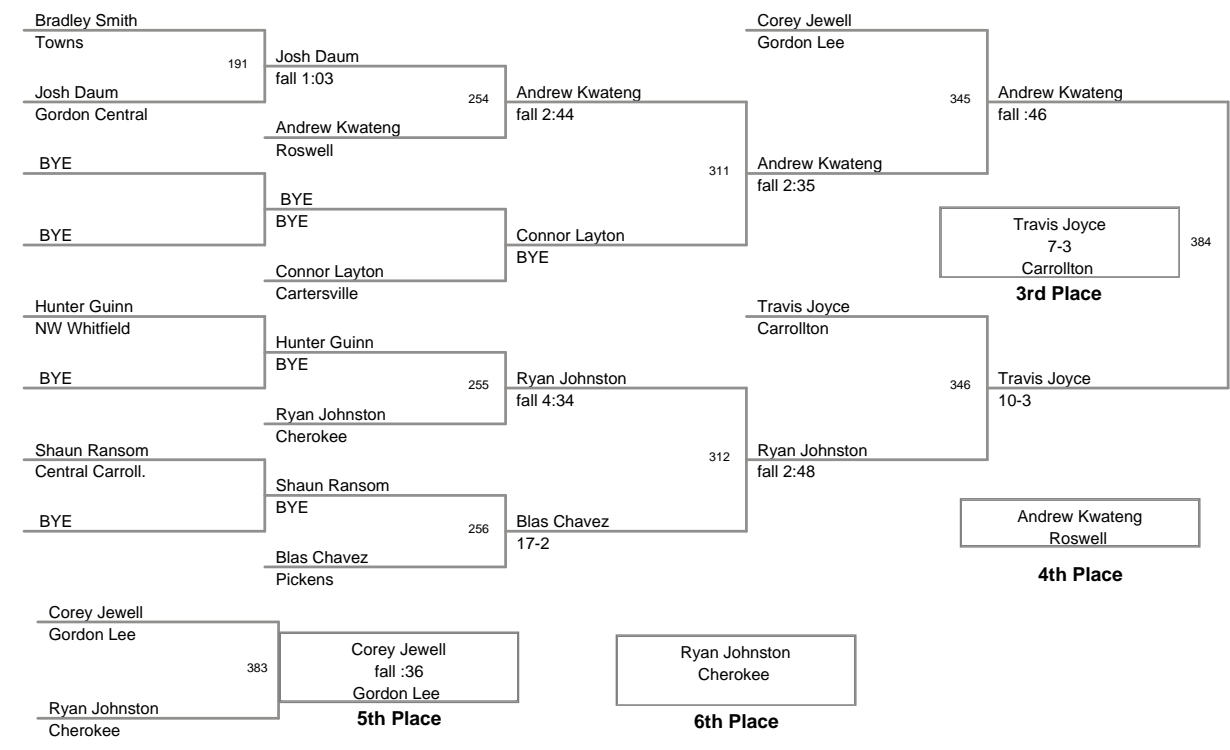 Bradley Smith
Towns
191
Josh Daum
Gordon Central
Josh Daum
fall 1:03
254
Andrew Kwateng
Roswell
BYE
BYE
BYE
BYE
Connor Layton
Cartersville
Andrew Kwateng
fall 2:44
311
Connor Layton
BYE
Hunter Guinn
NW Whitfield
BYE
Hunter Guinn
BYE
255
Ryan Johnston
Cherokee
Shaun Ransom
Central Carroll.
BYE
Shaun Ransom
BYE
256
Blas Chavez
Pickens
Ryan Johnston
fall 4:34
312
Blas Chavez
17-2
Corey Jewell
Gordon Lee
345
Andrew Kwateng
fall 2:35
Andrew Kwateng
fall :46
Travis Joyce
7-3
Carrollton
3rd Place
384
Travis Joyce
Carrollton
346
Ryan Johnston
fall 2:48
Travis Joyce
10-3
Andrew Kwateng
Roswell
4th Place
Corey Jewell
Gordon Lee
383
Ryan Johnston
Cherokee
Corey Jewell
fall :36
Gordon Lee
5th Place
Ryan Johnston
Cherokee
6th Place